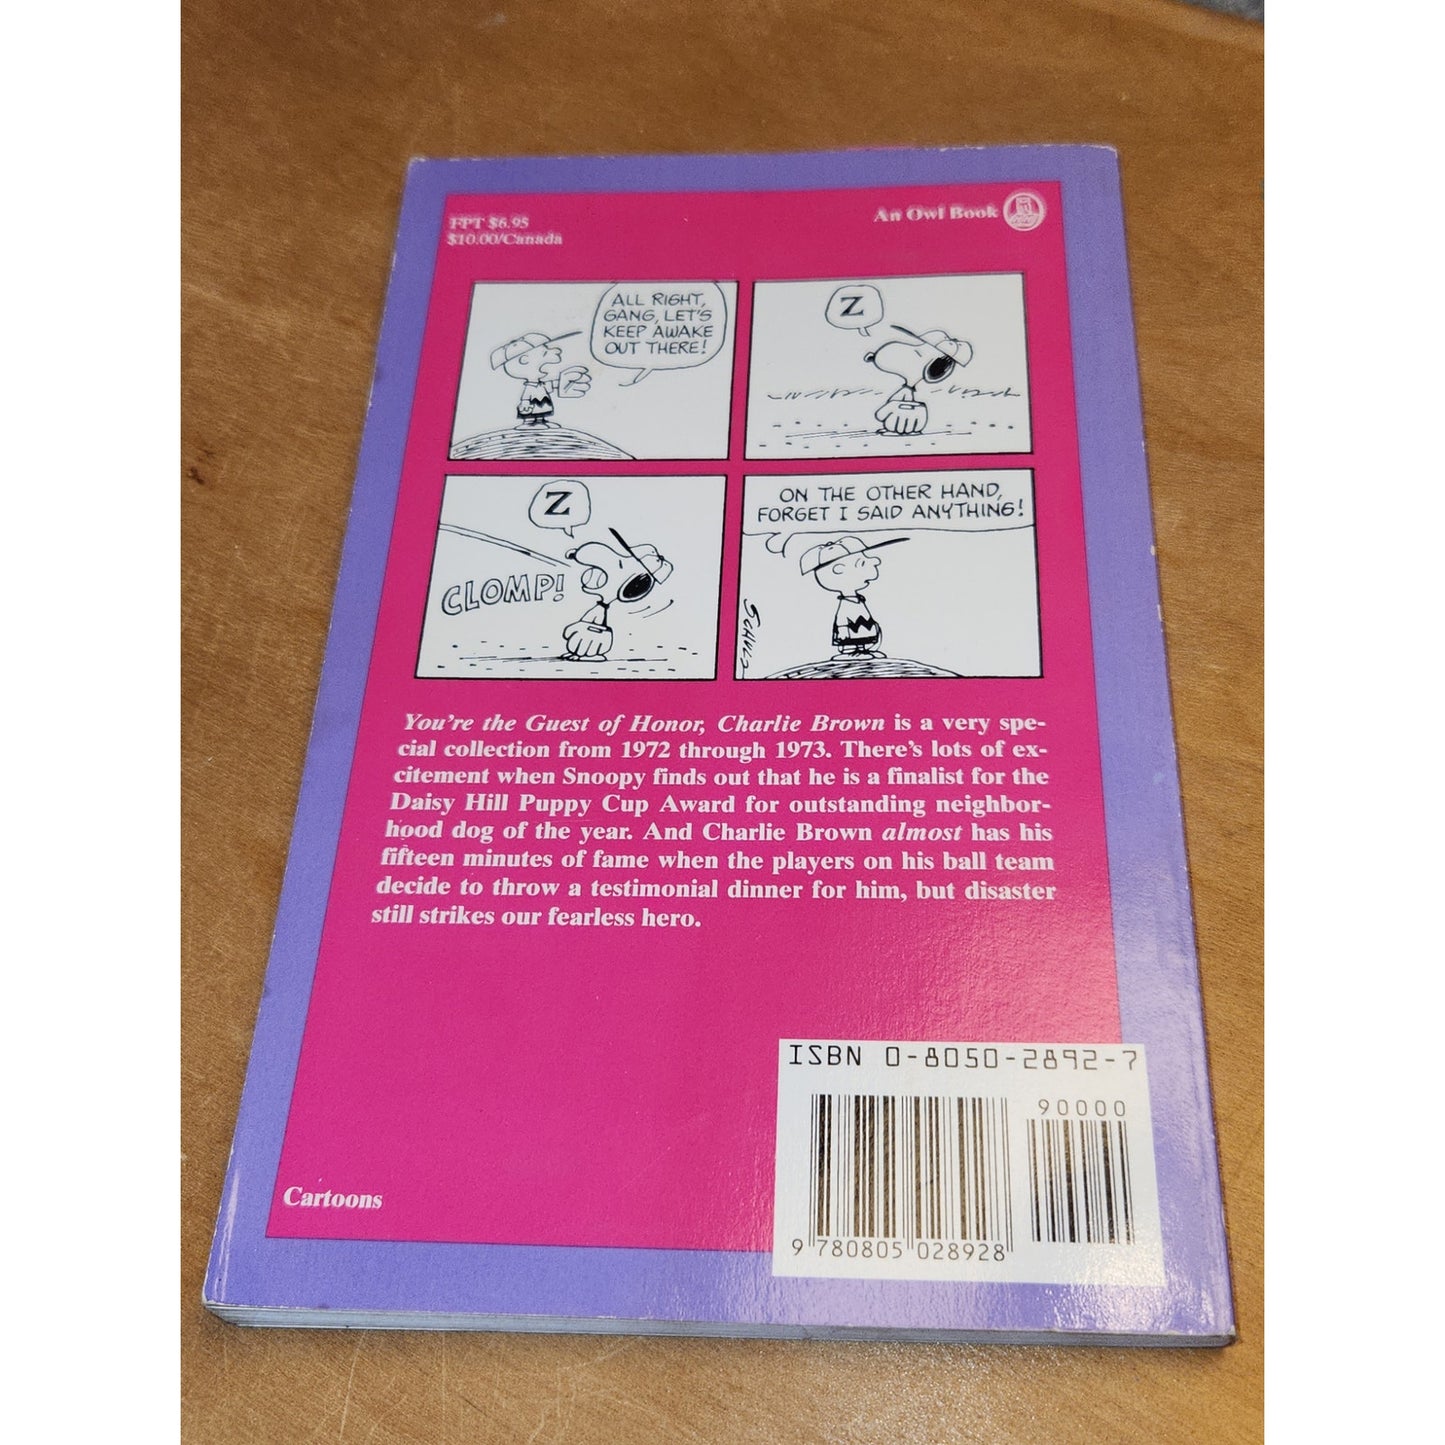 FPT $6.95
$10.00/Canada
An Owl Book
ALL RIGHT,
GANG, LET'S
KEEP AWAKE
OUT THERE!
Z
Z
CLOMP!
ON THE OTHER HAND,
FORGET I SAID ANYTHING!
SCHULZ
You're the Guest of Honor, Charlie Brown is a very spe-
cial collection from 1972 through 1973. There's lots of ex-
citement when Snoopy finds out that he is a finalist for the
Daisy Hill Puppy Cup Award for outstanding neighbor-
hood dog of the year. And Charlie Brown almost has his
fifteen minutes of fame when the players on his ball team
decide to throw a testimonial dinner for him, but disaster
still strikes our fearless hero.
ISBN 0-8050-2892-7
90000
9 780805 028928
Cartoons